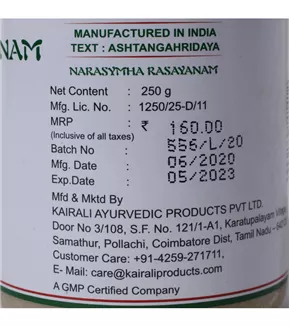 MANUFACTURED IN INDIA
TEXT : ASHTANGAHRIDAYA
NAM
NARASYMHA RASAYANAM
Net Content : 250 g
Mfg. Lic. No. : 1250/25-D/11
MRP : ₹ 160.00
(Inclusive of all taxes)
Batch No : 556/L/20
Mfg. Date : 06/2020
Exp.Date : 05/2023
Mfd & Mktd By
KAIRALI AYURVEDIC PRODUCTS PVT LTD.
Door No 3/108, S.F. No. 121/1-A1, Karatupalayam
Samathur, Pollachi, Coimbatore Dist, Tamil Nadu -
Customer Care: +91-4259-271711,
E- Mail: care@kairaliproducts.com
A GMP Certified Company